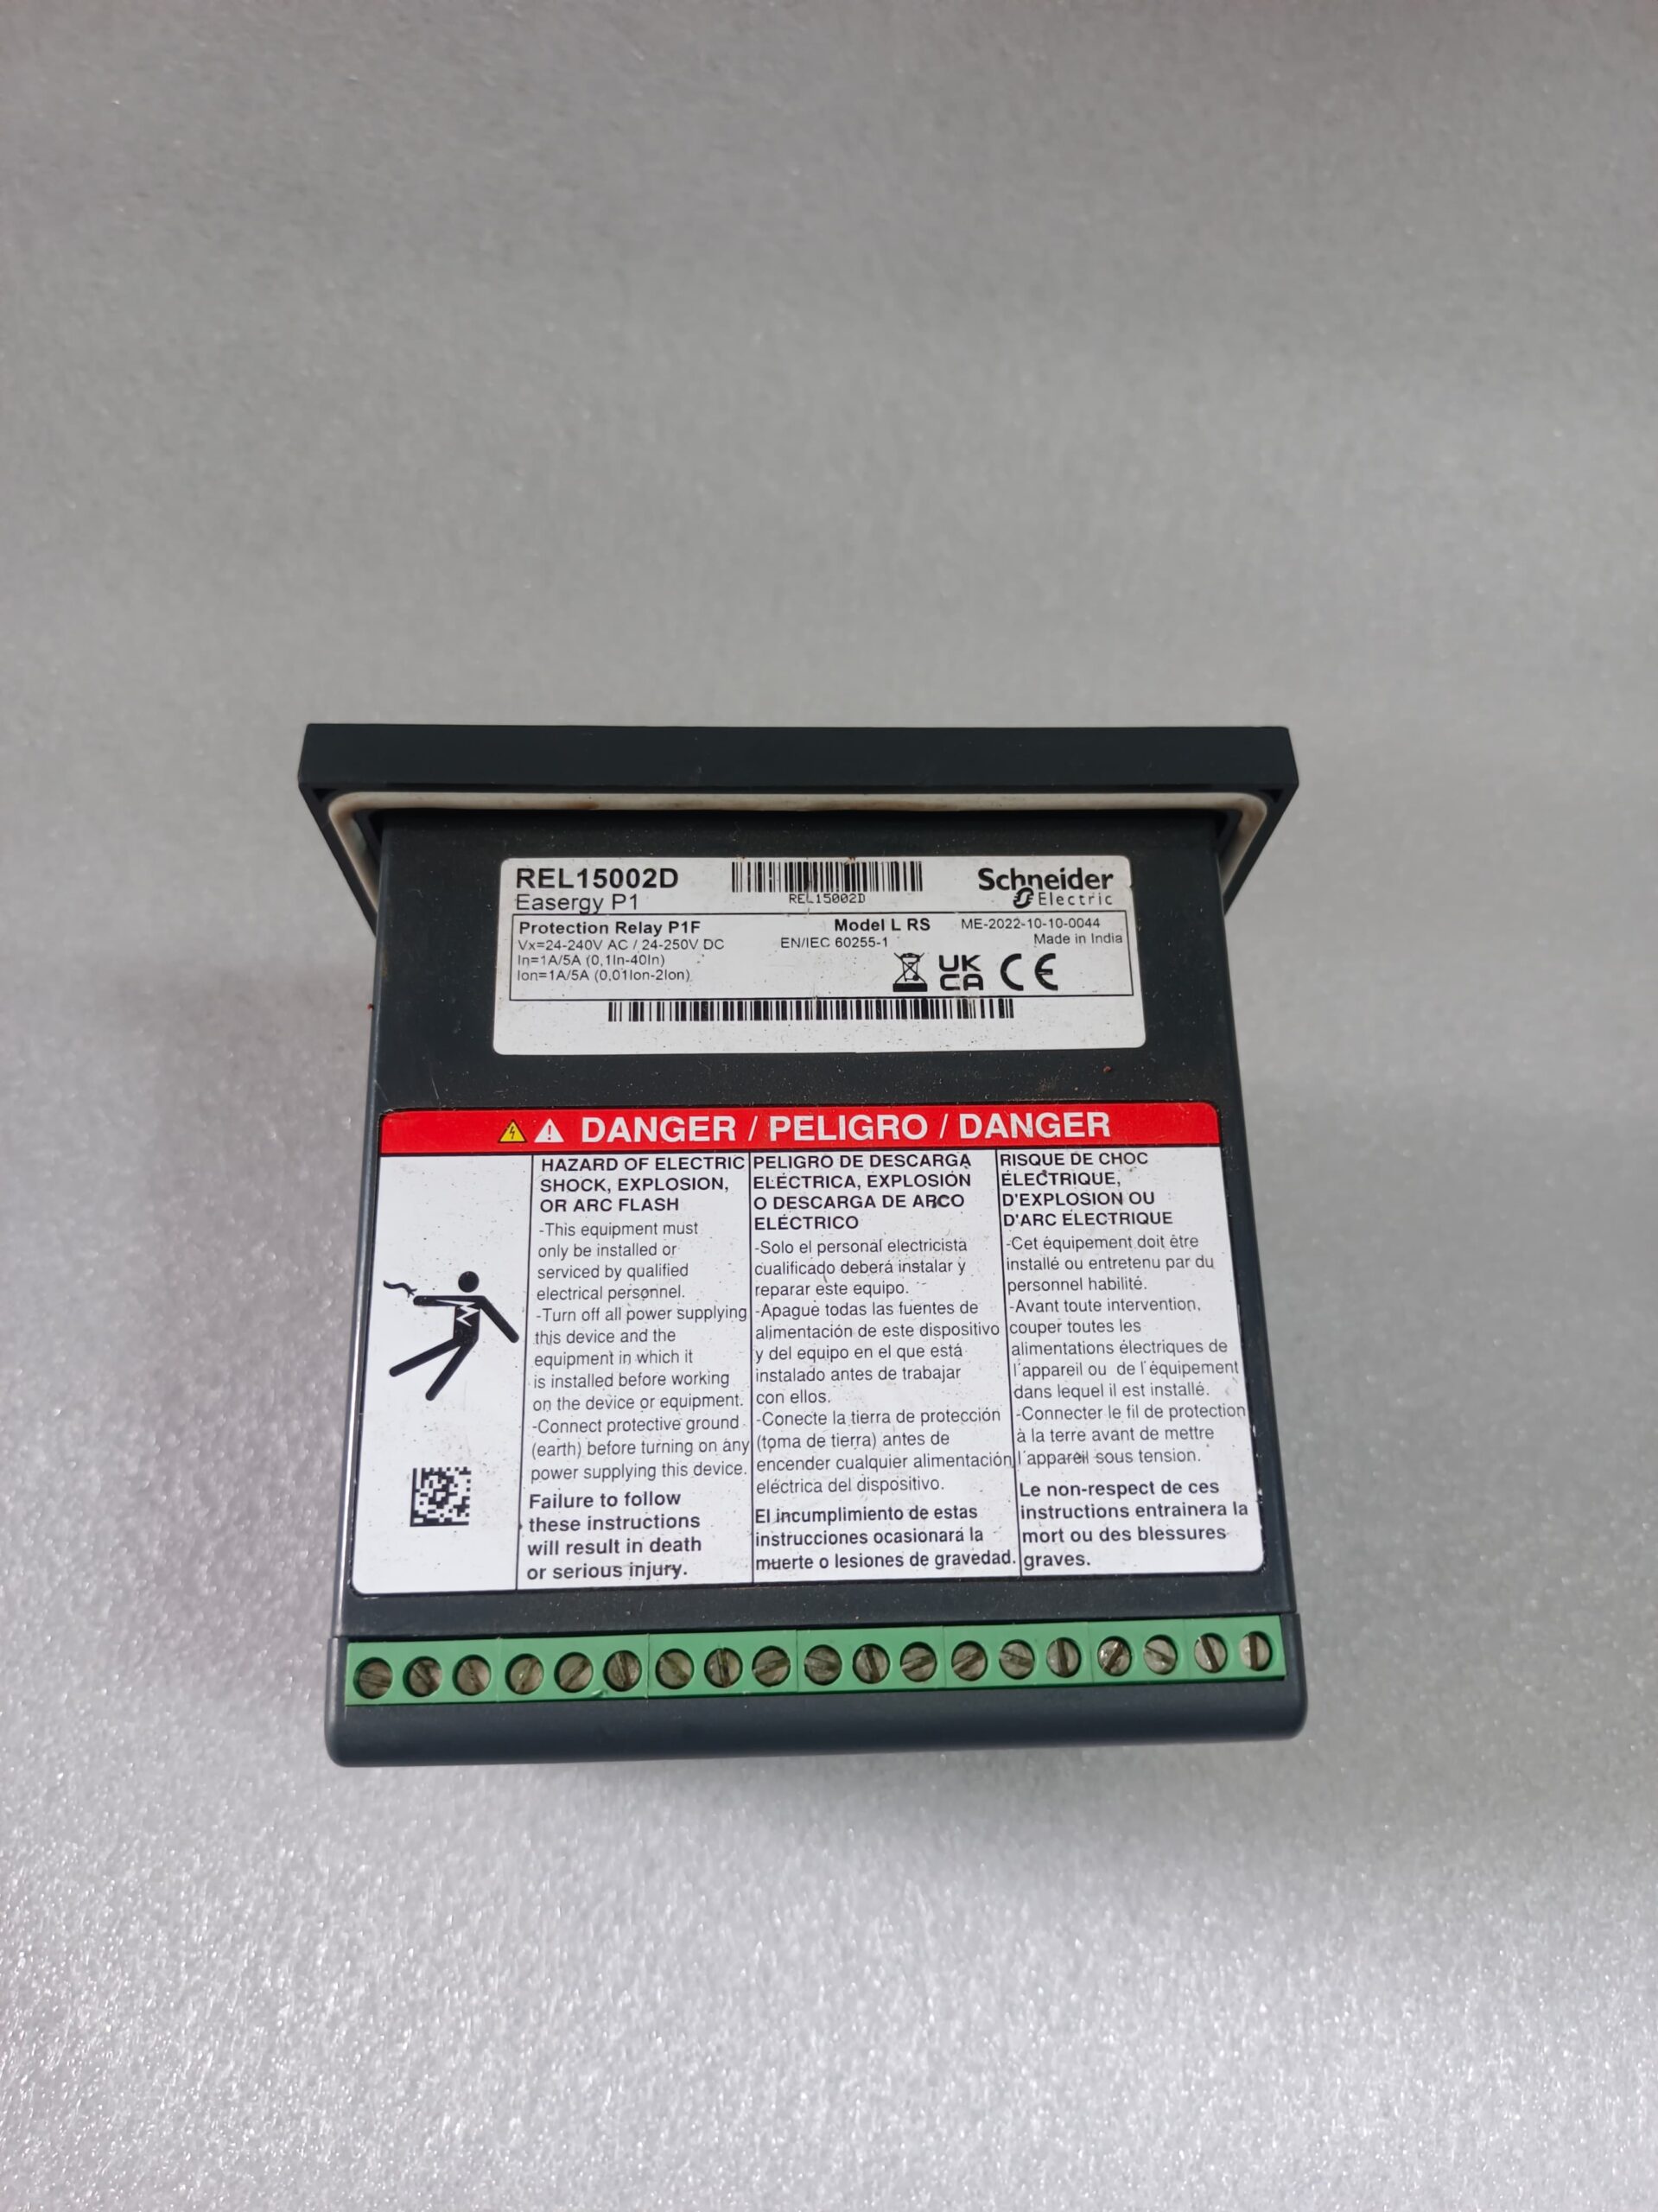 REL15002D
Easergy P1
REL15002D
Schneider
Electric
Protection Relay P1F
Model L RS
ME-2022-10-10-0044
Vx=24-240V AC / 24-250V DC
EN/IEC 60255-1
Made in India
In=1A/5A (0,1In-40In)
Ion=1A/5A (0,01Ion-2Ion)
UK
CA
CE
DANGER / PELIGRO / DANGER
HAZARD OF ELECTRIC
SHOCK, EXPLOSION,
OR ARC FLASH
-This equipment must
only be installed or
serviced by qualified
electrical personnel.
-Turn off all power supplying
this device and the
equipment in which it
is installed before working
on the device or equipment.
-Connect protective ground
(earth) before turning on any
power supplying this device.
Failure to follow
these instructions
will result in death
or serious injury.
PELIGRO DE DESCARGA
ELÉCTRICA, EXPLOSIÓN
O DESCARGA DE ARCO
ELÉCTRICO
-Solo el personal electricista
cualificado deberá instalar y
reparar este equipo.
-Apague todas las fuentes de
alimentación de este dispositivo
y del equipo en el que está
instalado antes de trabajar
con ellos.
-Conecte la tierra de protección
(toma de tierra) antes de
encender cualquier alimentación
eléctrica del dispositivo.
El incumplimiento de estas
instrucciones ocasionará la
muerte o lesiones de gravedad.
RISQUE DE CHOC
ÉLECTRIQUE,
D'EXPLOSION OU
D'ARC ÉLECTRIQUE
-Cet équipement doit être
installé ou entretenu par du
personnel habilité.
-Avant toute intervention,
couper toutes les
alimentations électriques de
l'appareil ou de l'équipement
dans lequel il est installé.
-Connecter le fil de protection
à la terre avant de mettre
l'appareil sous tension.
Le non-respect de ces
instructions entrainera la
mort ou des blessures
graves.